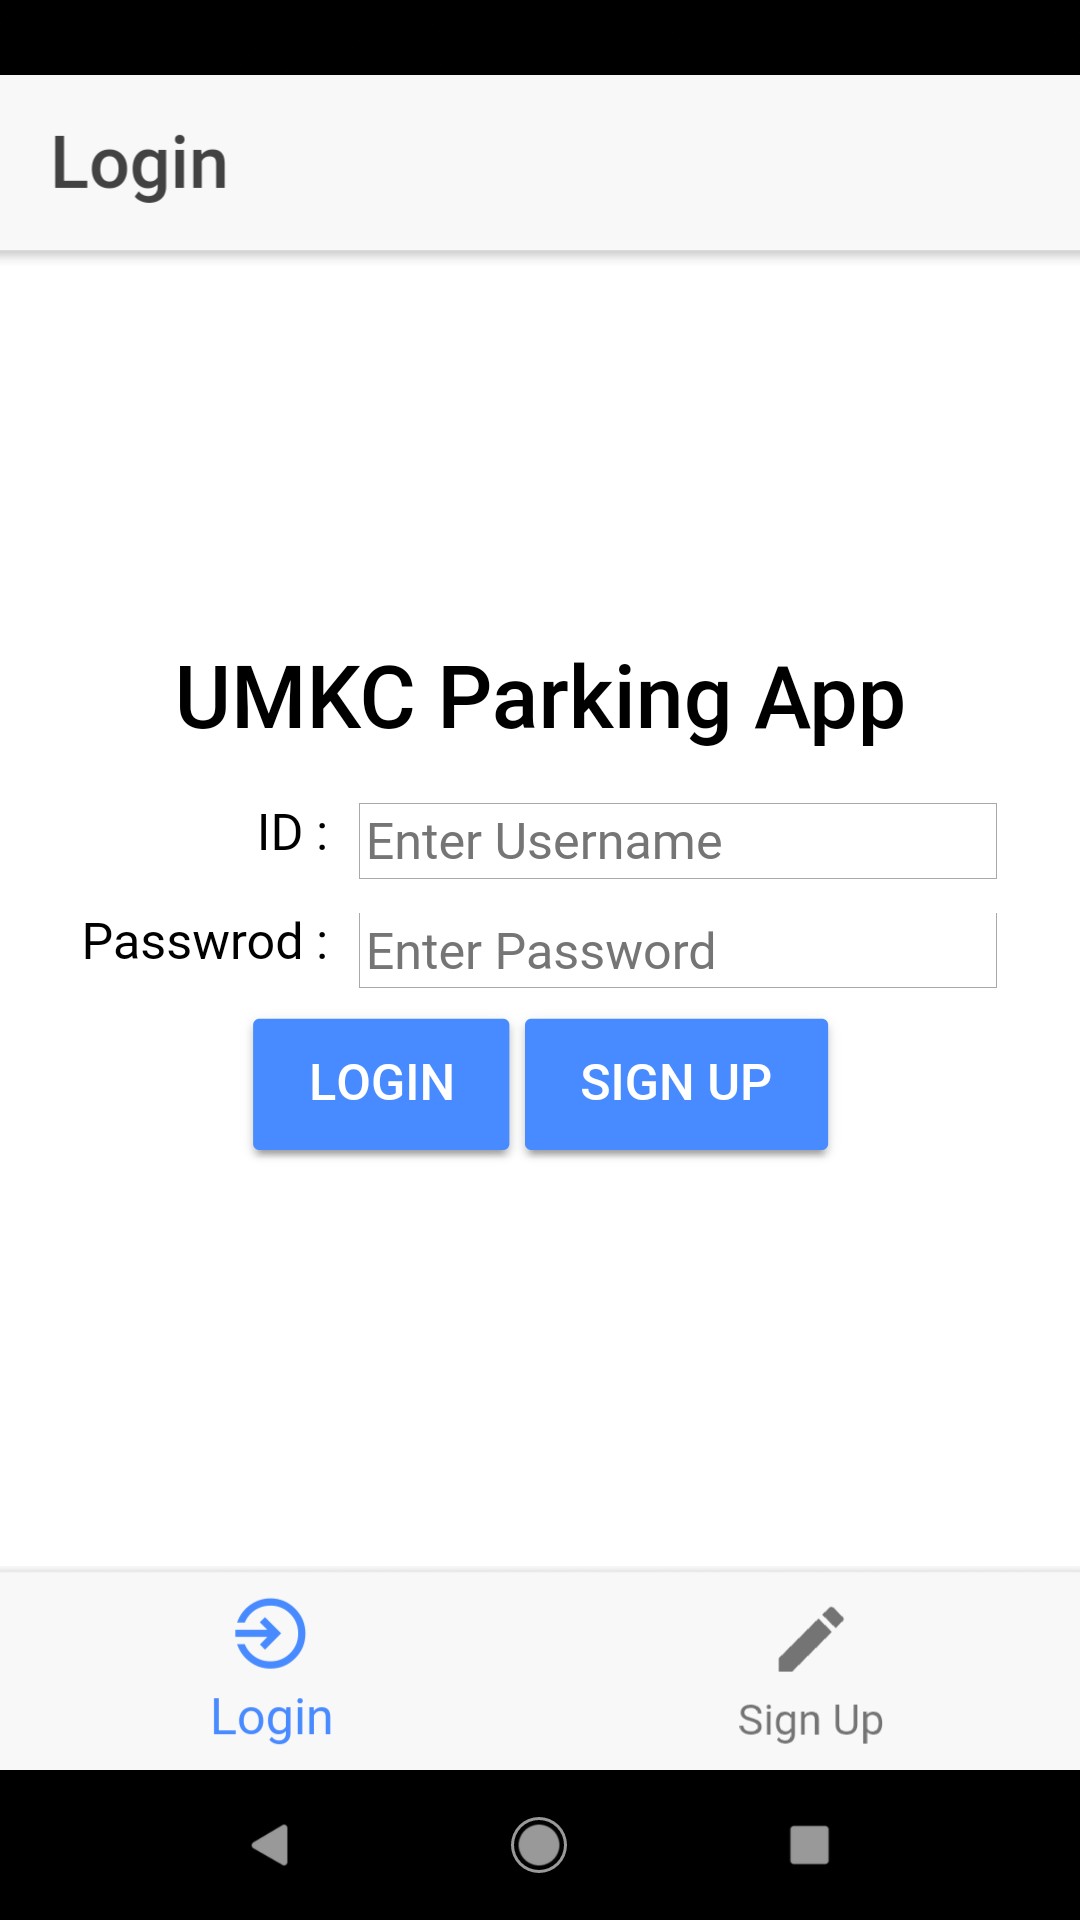 Login
UMKC Parking App
ID :
Enter Username
Passwrod :
Enter Password
LOGIN
SIGN UP
Login
Sign Up